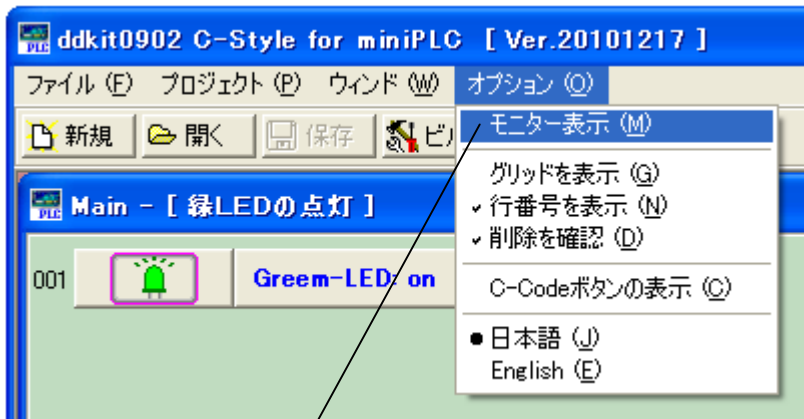 PLC ddkit0902 C-Style for miniPLC [ Ver.20101217 ]
ファイル (F) プロジェクト (P) ウィンド (W) オプション (O)
新規 開く 保存 ビル
モニター表示 (M)
グリッドを表示 (G)
✓行番号を表示 (N)
✓削除を確認 (D)
C-Codeボタンの表示 (C)
●日本語 (J)
English (E)
PLC Main - [ 緑LEDの点灯 ]
001 Greem-LED: on